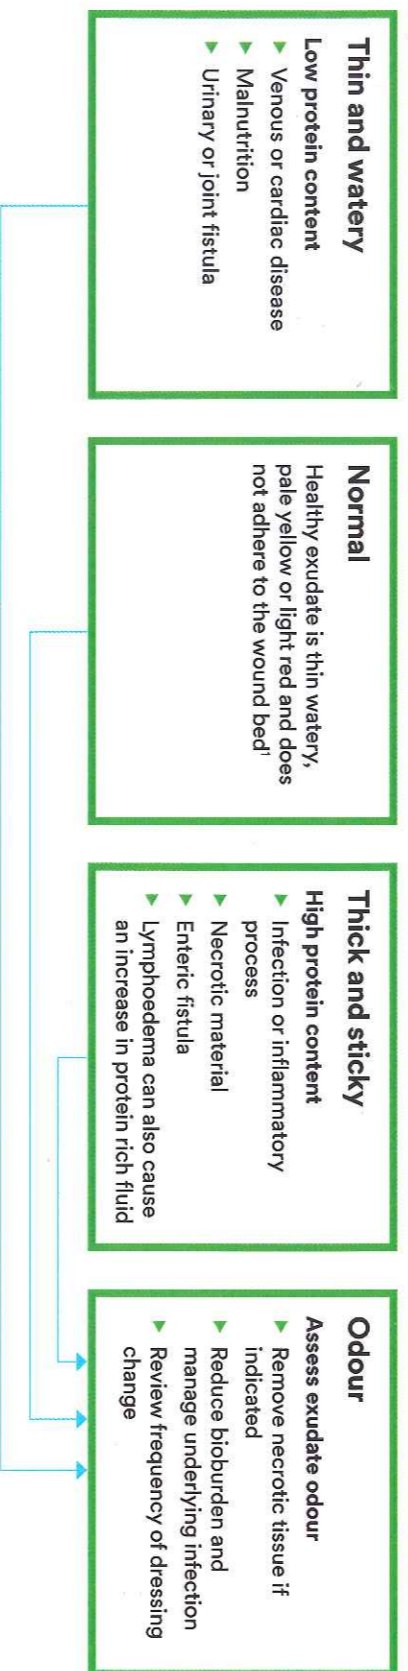 Thin and watery
Low protein content
▶ Venous or cardiac disease
▶ Malnutrition
▶ Urinary or joint fistula
Normal
Healthy exudate is thin watery,
pale yellow or light red and does
not adhere to the wound bed¹
Thick and sticky
High protein content
▶ Infection or inflammatory
process
▶ Necrotic material
▶ Enteric fistula
▶ Lymphoedema can also cause
an increase in protein rich fluid
Odour
Assess exudate odour
▶ Remove necrotic tissue if
indicated
▶ Reduce bioburden and
manage underlying infection
▶ Review frequency of dressing
change